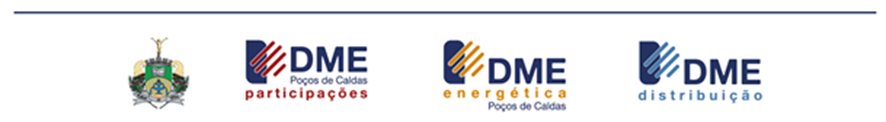 DME
Poços de Caldas
participações
DME
energética
Poços de Caldas
DME
distribuição